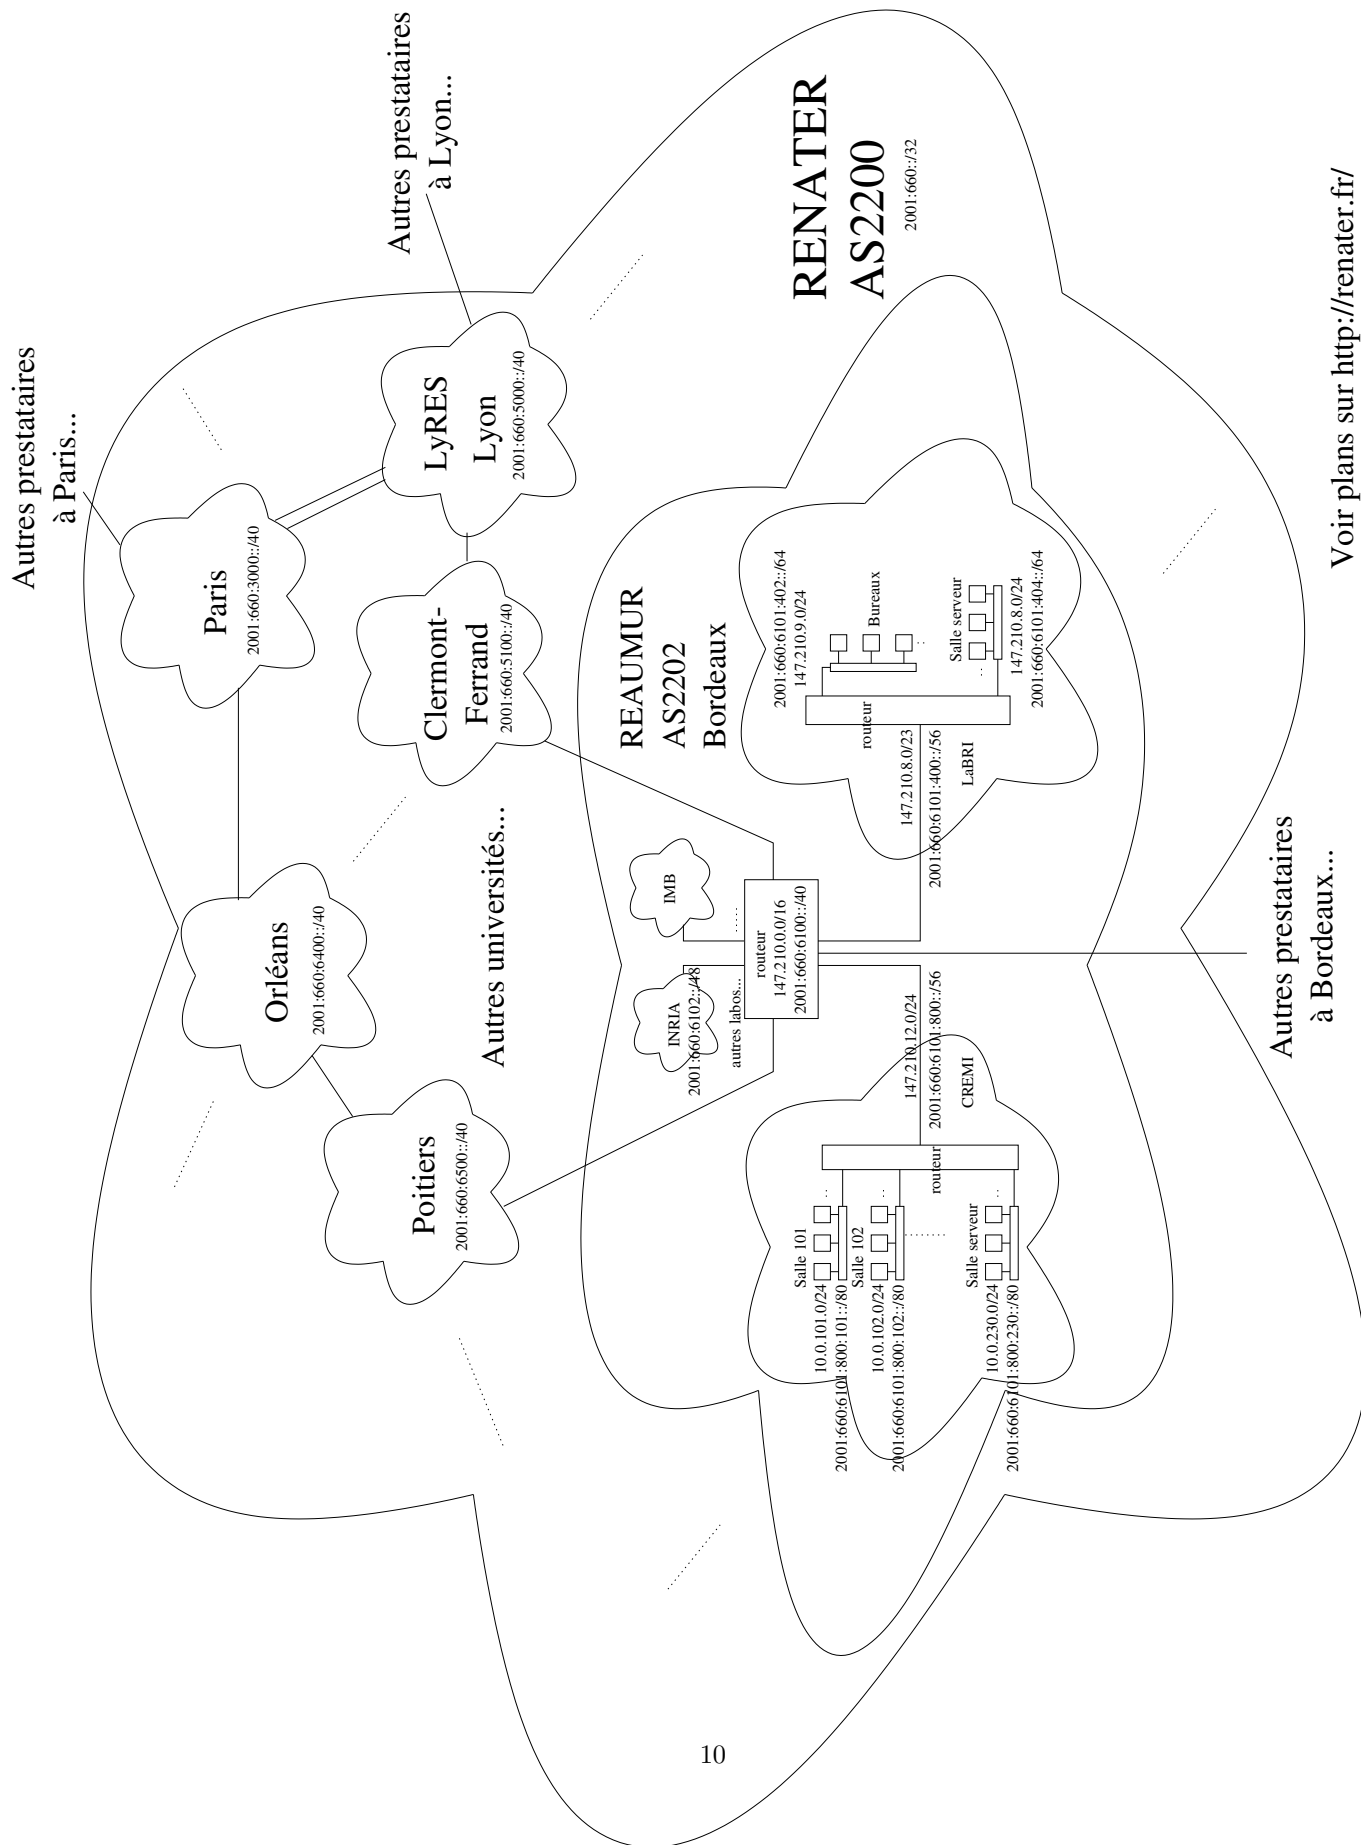 Autres prestataires
à Paris...
Autres prestataires
à Lyon...
Paris
2001:660:3000::/40
LyRES
Lyon
2001:660:5000::/40
Orléans
2001:660:6400::/40
Clermont-
Ferrand
2001:660:5100::/40
Poitiers
2001:660:6500::/40
Autres universités...
RENATER
AS2200
2001:660::/32
REAUMUR
AS2202
Bordeaux
IMB
INRIA
2001:660:6102::/48
autres labos...
routeur
147.210.0.0/16
2001:660:6100::/40
147.210.12.0/24
2001:660:6101:800::/56
CREMI
routeur
Salle 101
10.0.101.0/24
2001:660:6101:800:101::/80
Salle 102
10.0.102.0/24
2001:660:6101:800:102::/80
Salle serveur
10.0.230.0/24
2001:660:6101:800:230::/80
147.210.8.0/23
2001:660:6101:400::/56
LaBRI
routeur
2001:660:6101:402::/64
147.210.9.0/24
Bureaux
Salle serveur
147.210.8.0/24
2001:660:6101:404::/64
Autres prestataires
à Bordeaux...
Voir plans sur http://renater.fr/
10